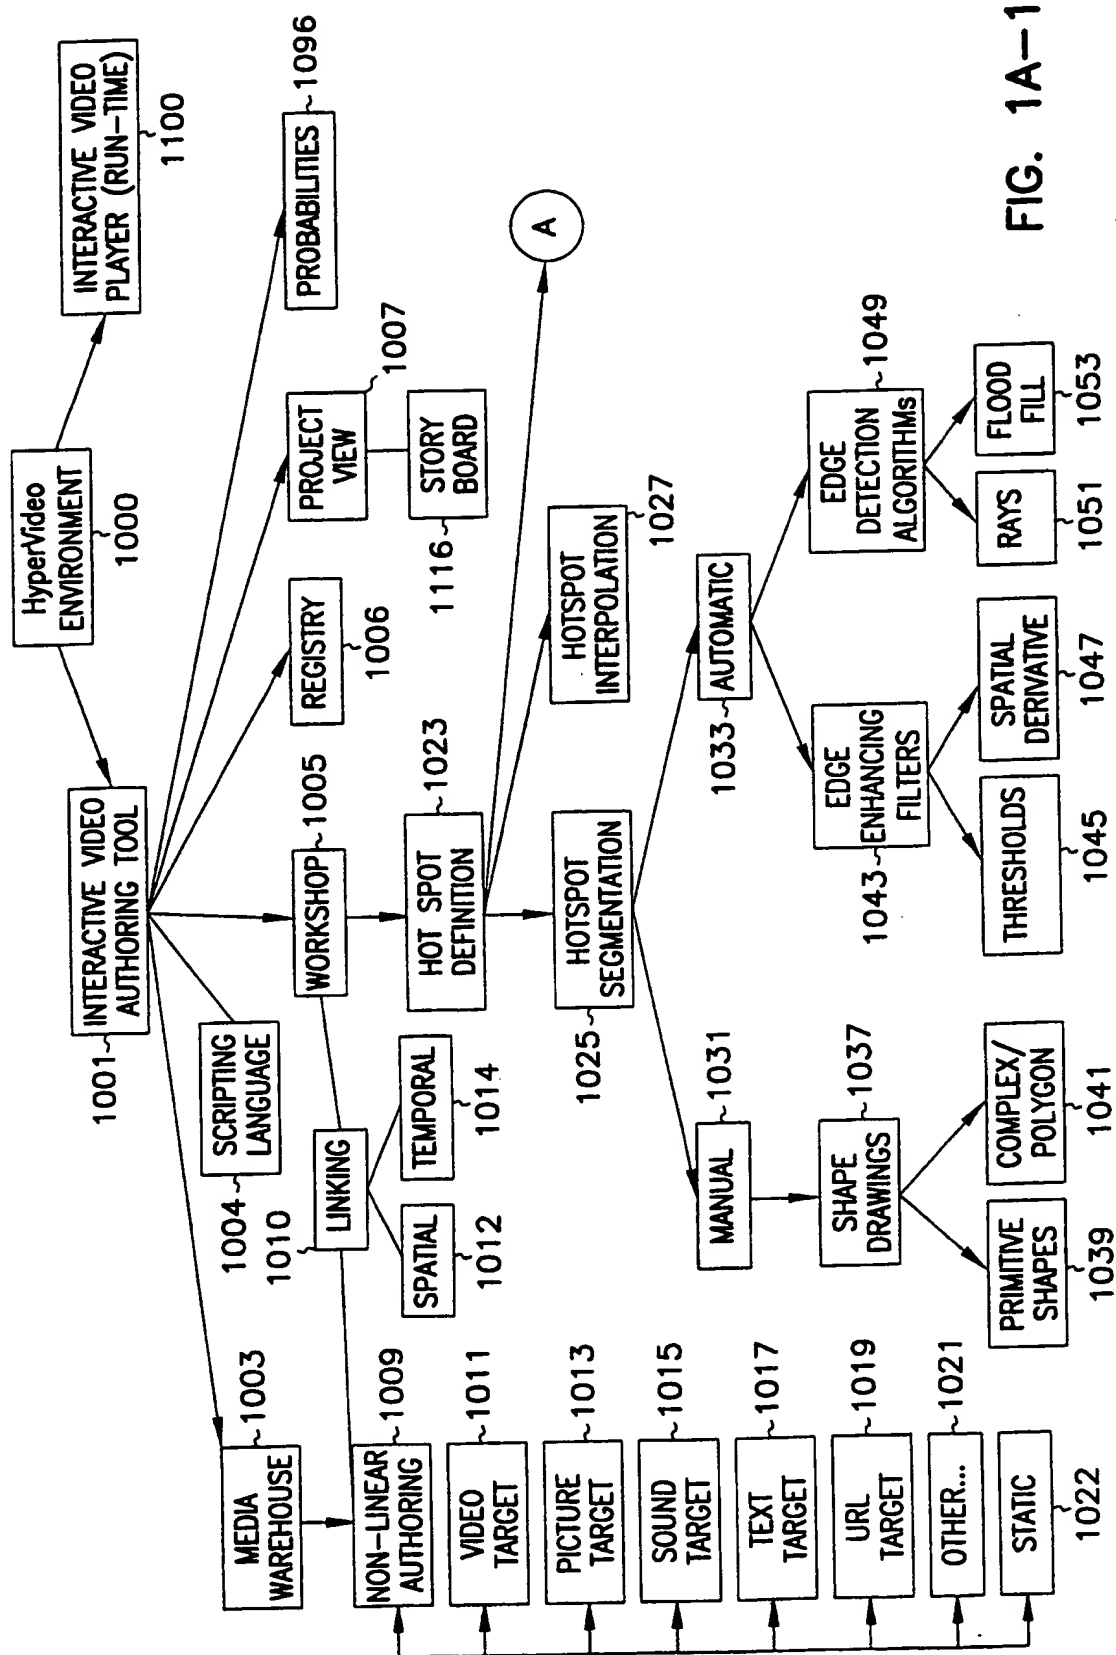 HyperVideo
ENVIRONMENT
1000
INTERACTIVE VIDEO
AUTHORING TOOL
1001
INTERACTIVE VIDEO
PLAYER (RUN-TIME)
1100
MEDIA
WAREHOUSE
1003
SCRIPTING
LANGUAGE
1004
WORKSHOP
1005
REGISTRY
1006
PROJECT
VIEW
1007
PROBABILITIES
1096
STORY
BOARD
1116
NON-LINEAR
AUTHORING
1009
LINKING
1010
SPATIAL
1012
TEMPORAL
1014
HOT SPOT
DEFINITION
1023
VIDEO
TARGET
1011
PICTURE
TARGET
1013
SOUND
TARGET
1015
TEXT
TARGET
1017
URL
TARGET
1019
OTHER...
1021
STATIC
1022
HOTSPOT
SEGMENTATION
1025
HOTSPOT
INTERPOLATION
1027
A
MANUAL
1031
AUTOMATIC
1033
SHAPE
DRAWINGS
1037
EDGE
ENHANCING
FILTERS
1043
EDGE
DETECTION
ALGORITHMs
1049
PRIMITIVE
SHAPES
1039
COMPLEX/
POLYGON
1041
THRESHOLDS
1045
SPATIAL
DERIVATIVE
1047
RAYS
1051
FLOOD
FILL
1053
FIG. 1A-1